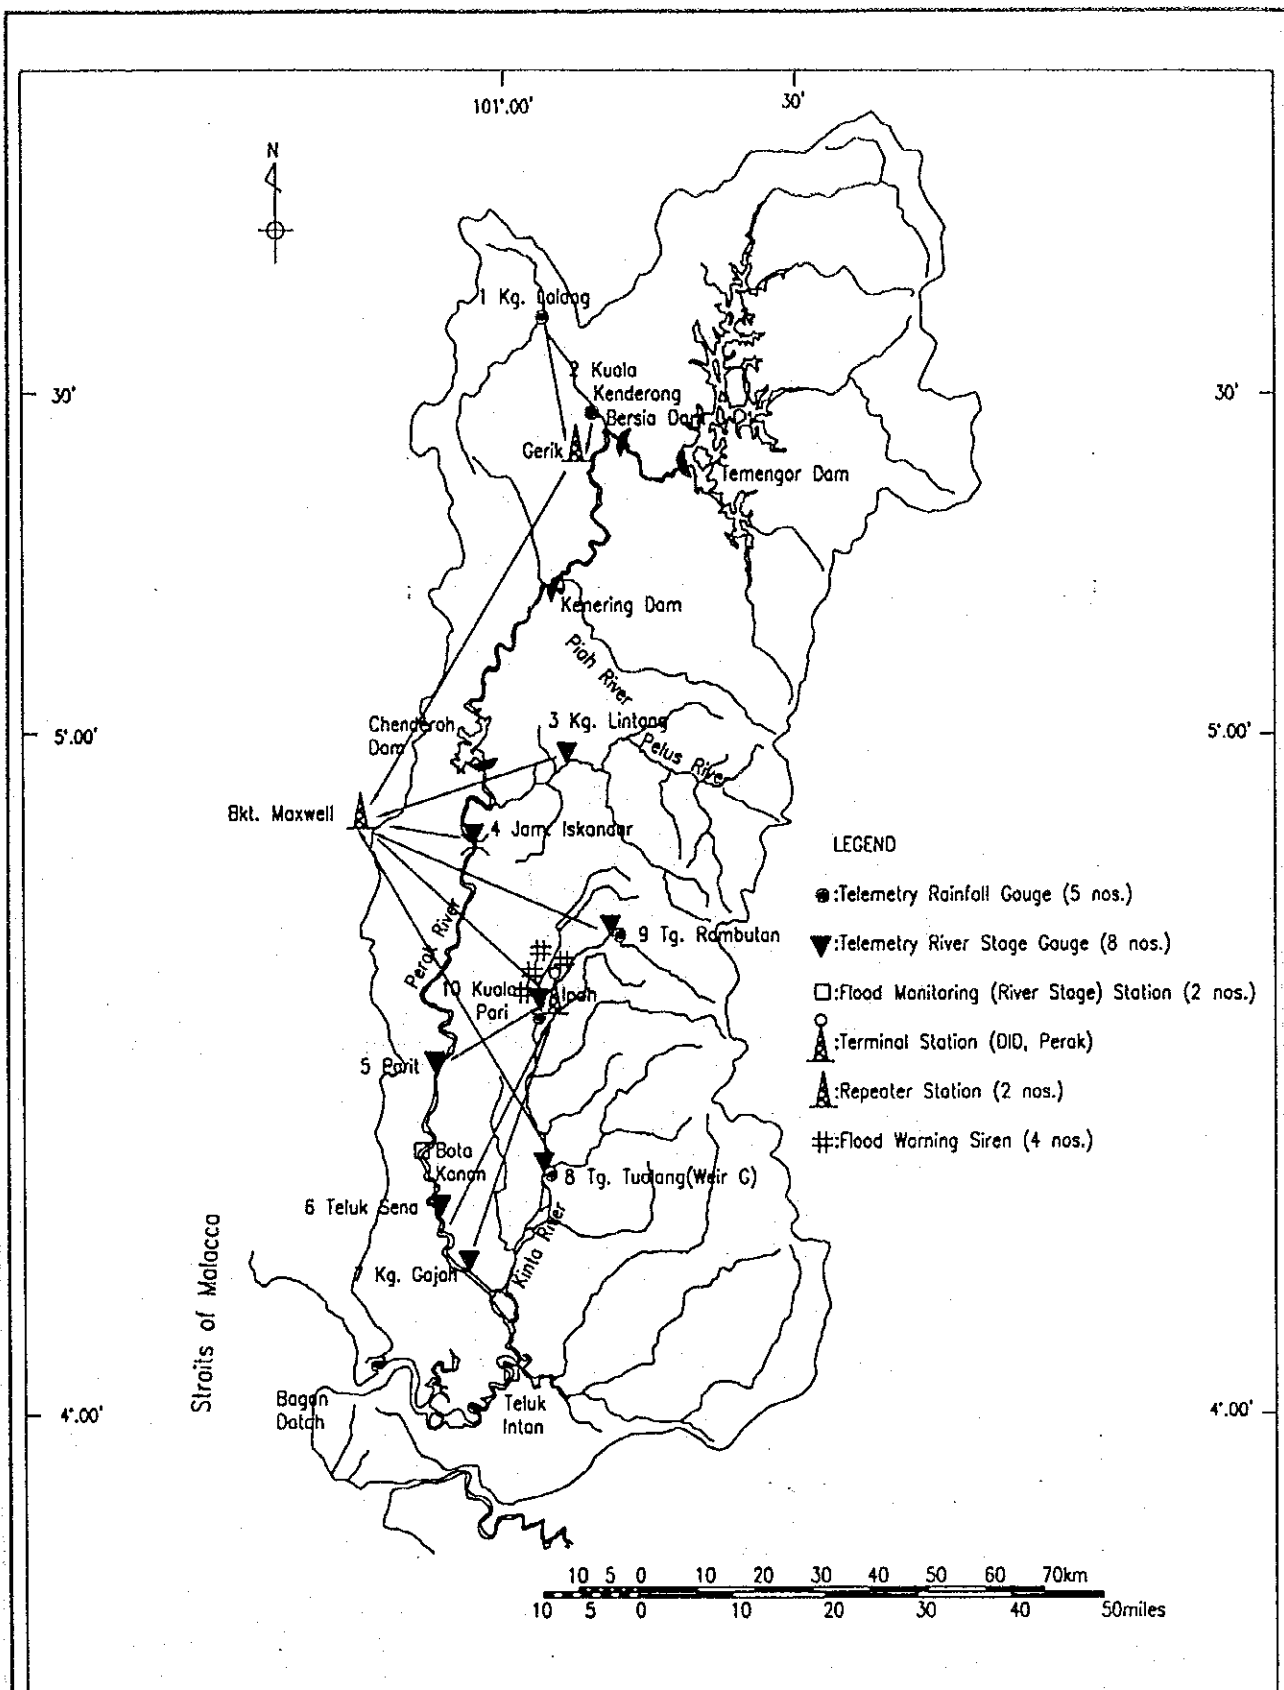 101°.00'
30'
N
1 Kg. Lalang
2 Kuala
Kenderong
30'
30'
Bersia Dam
Gerik
Temengor Dam
Kenering Dam
Piah River
3 Kg. Lintang
Chenderoh
Dam
5°.00'
5°.00'
Pelus River
Bkt. Maxwell
4 Jam. Iskandar
LEGEND
:Telemetry Rainfall Gauge (5 nos.)
Perak River
9 Tg. Rambutan
:Telemetry River Stage Gauge (8 nos.)
10 Kuala
Pari
Ipoh
:Flood Monitoring (River Stage) Station (2 nos.)
:Terminal Station (DID, Perak)
5 Parit
:Repeater Station (2 nos.)
:Flood Warning Siren (4 nos.)
Bota
Kanan
8 Tg. Tualang(Weir G)
6 Teluk Sena
Kinta River
7 Kg. Gajah
Straits of Malacca
Bagan
Datoh
Teluk
Intan
4°.00'
4°.00'
10 5 0 10 20 30 40 50 60 70km
10 5 0 10 20 30 40 50miles